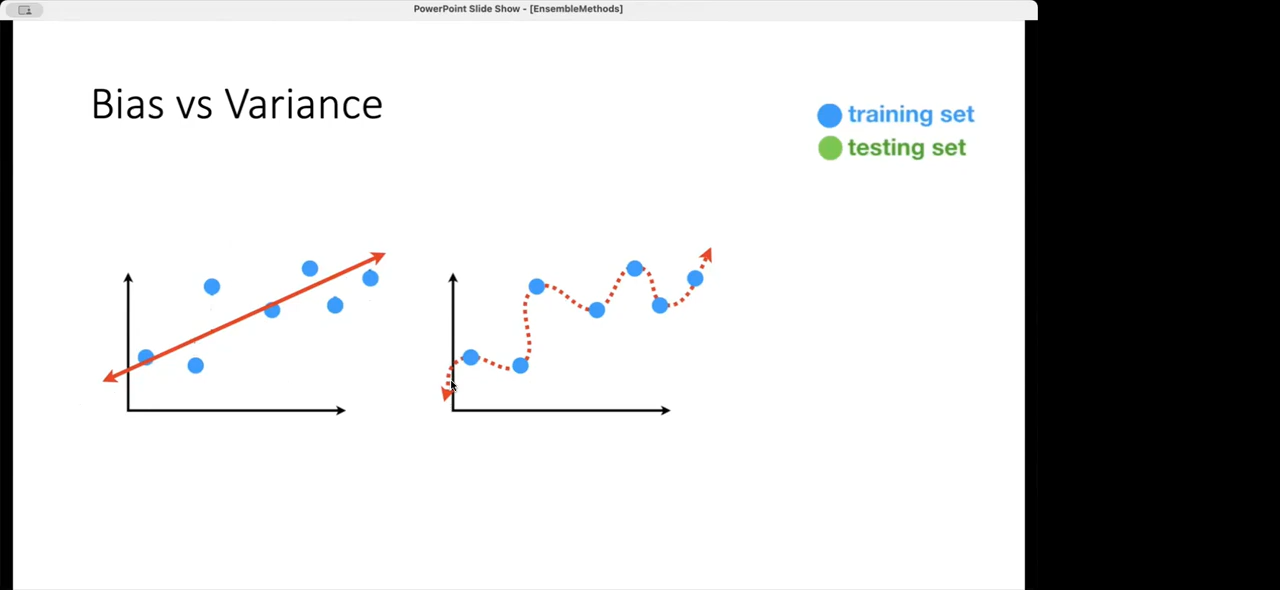 PowerPoint Slide Show - [EnsembleMethods]
Bias vs Variance
training set
testing set